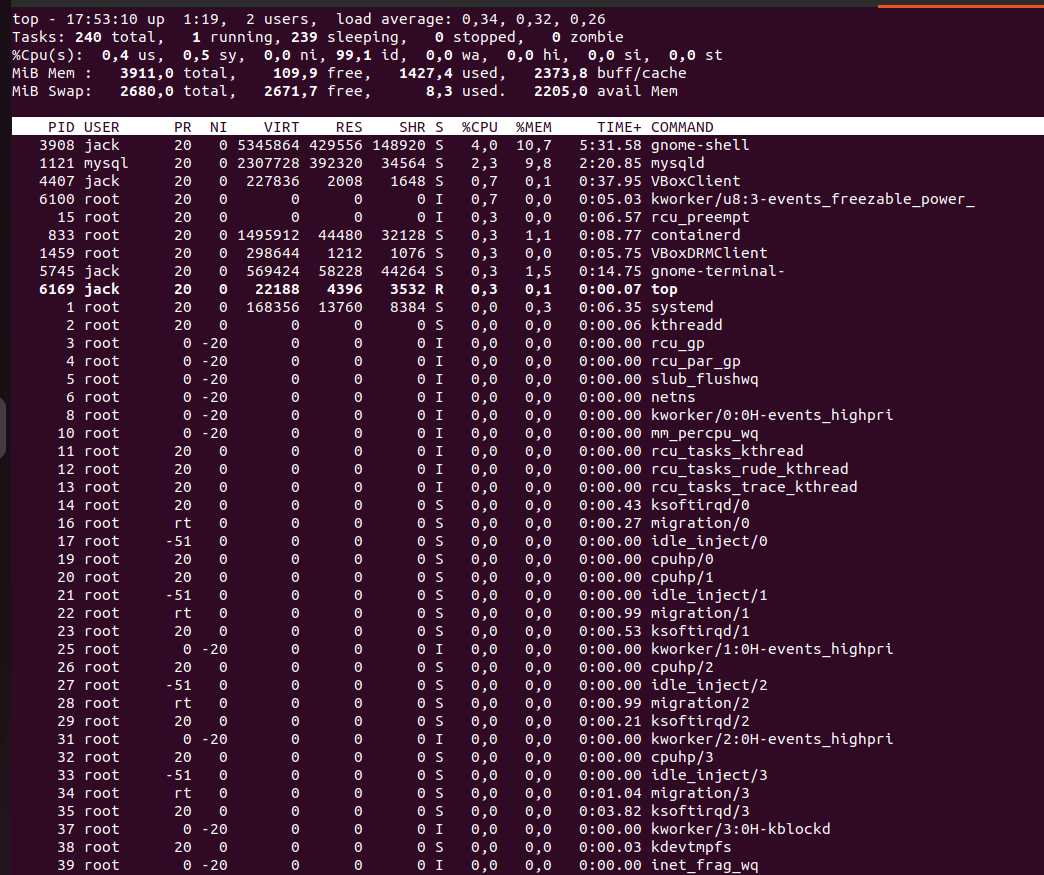 top - 17:53:10 up  1:19,  2 users,  load average: 0,34, 0,32, 0,26
Tasks: 240 total,   1 running, 239 sleeping,   0 stopped,   0 zombie
%Cpu(s):  0,4 us,  0,5 sy,  0,0 ni, 99,1 id,  0,0 wa,  0,0 hi,  0,0 si,  0,0 st
MiB Mem :   3911,0 total,    109,9 free,   1427,4 used,   2373,8 buff/cache
MiB Swap:   2680,0 total,   2671,7 free,      8,3 used.   2205,0 avail Mem
PID USER      PR  NI    VIRT    RES    SHR S  %CPU  %MEM     TIME+ COMMAND
3908 jack      20   0 5345864 429556 148920 S   4,0  10,7   5:31.58 gnome-shell
1121 mysql     20   0 2307728 392320  34564 S   2,3   9,8   2:20.85 mysqld
4407 jack      20   0  227836   2008   1648 S   0,7   0,1   0:37.95 VBoxClient
6100 root      20   0       0      0      0 I   0,7   0,0   0:05.03 kworker/u8:3-events_freezable_power_
15 root      20   0       0      0      0 I   0,3   0,0   0:06.57 rcu_preempt
833 root      20   0 1495912  44480  32128 S   0,3   1,1   0:08.77 containerd
1459 root      20   0  298644   1212   1076 S   0,3   0,0   0:05.75 VBoxDRMClient
5745 jack      20   0  569424  58228  44264 S   0,3   1,5   0:14.75 gnome-terminal-
6169 jack      20   0   22188   4396   3532 R   0,3   0,1   0:00.07 top
1 root      20   0  168356  13760   8384 S   0,0   0,3   0:06.35 systemd
2 root      20   0       0      0      0 S   0,0   0,0   0:00.06 kthreadd
3 root       0 -20       0      0      0 I   0,0   0,0   0:00.00 rcu_gp
4 root       0 -20       0      0      0 I   0,0   0,0   0:00.00 rcu_par_gp
5 root       0 -20       0      0      0 I   0,0   0,0   0:00.00 slub_flushwq
6 root       0 -20       0      0      0 I   0,0   0,0   0:00.00 netns
8 root       0 -20       0      0      0 I   0,0   0,0   0:00.00 kworker/0:0H-events_highpri
10 root       0 -20       0      0      0 I   0,0   0,0   0:00.00 mm_percpu_wq
11 root      20   0       0      0      0 I   0,0   0,0   0:00.00 rcu_tasks_kthread
12 root      20   0       0      0      0 I   0,0   0,0   0:00.00 rcu_tasks_rude_kthread
13 root      20   0       0      0      0 I   0,0   0,0   0:00.00 rcu_tasks_trace_kthread
14 root      20   0       0      0      0 S   0,0   0,0   0:00.43 ksoftirqd/0
16 root      rt   0       0      0      0 S   0,0   0,0   0:00.27 migration/0
17 root     -51   0       0      0      0 S   0,0   0,0   0:00.00 idle_inject/0
19 root      20   0       0      0      0 S   0,0   0,0   0:00.00 cpuhp/0
20 root      20   0       0      0      0 S   0,0   0,0   0:00.00 cpuhp/1
21 root     -51   0       0      0      0 S   0,0   0,0   0:00.00 idle_inject/1
22 root      rt   0       0      0      0 S   0,0   0,0   0:00.99 migration/1
23 root      20   0       0      0      0 S   0,0   0,0   0:00.53 ksoftirqd/1
25 root       0 -20       0      0      0 I   0,0   0,0   0:00.00 kworker/1:0H-events_highpri
26 root      20   0       0      0      0 S   0,0   0,0   0:00.00 cpuhp/2
27 root     -51   0       0      0      0 S   0,0   0,0   0:00.00 idle_inject/2
28 root      rt   0       0      0      0 S   0,0   0,0   0:00.99 migration/2
29 root      20   0       0      0      0 S   0,0   0,0   0:00.21 ksoftirqd/2
31 root       0 -20       0      0      0 I   0,0   0,0   0:00.00 kworker/2:0H-events_highpri
32 root      20   0       0      0      0 S   0,0   0,0   0:00.00 cpuhp/3
33 root     -51   0       0      0      0 S   0,0   0,0   0:00.00 idle_inject/3
34 root      rt   0       0      0      0 S   0,0   0,0   0:01.04 migration/3
35 root      20   0       0      0      0 S   0,0   0,0   0:03.82 ksoftirqd/3
37 root       0 -20       0      0      0 I   0,0   0,0   0:00.00 kworker/3:0H-kblockd
38 root      20   0       0      0      0 S   0,0   0,0   0:00.03 kdevtmpfs
39 root       0 -20       0      0      0 I   0,0   0,0   0:00.00 inet_frag_wq